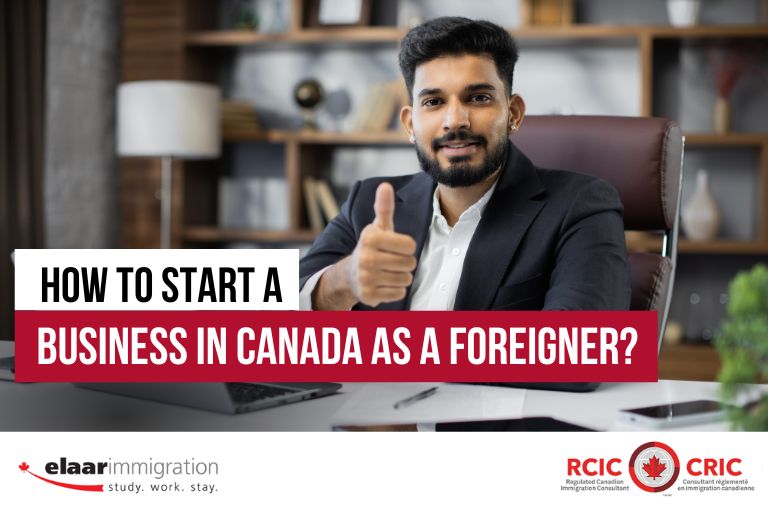 HOW TO START A
BUSINESS IN CANADA AS A FOREIGNER?
elaarimmigration
study. work. stay.
RCIC CRIC
Regulated Canadian
Immigration Consultant
Consultant réglementé
en immigration canadienne